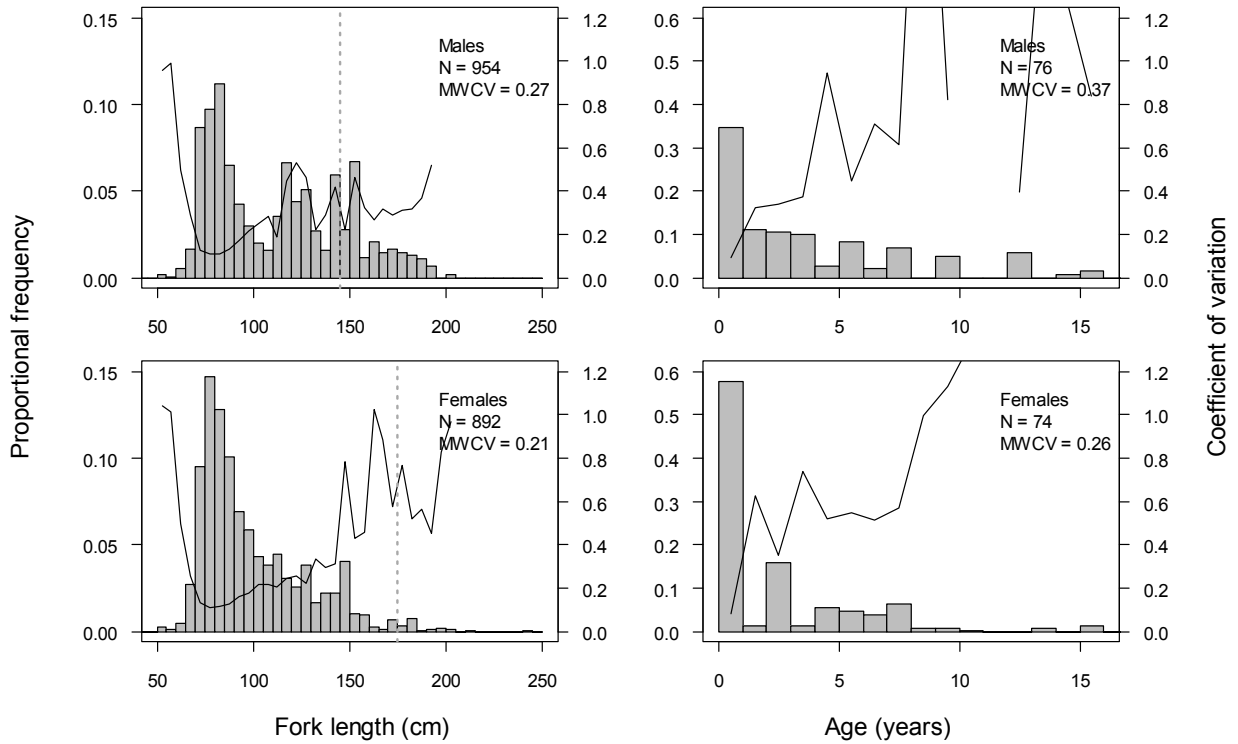 Proportional frequency
0.15
0.10
0.05
0.00
1.2
1.0
0.8
0.6
0.4
0.2
0.0
Males
N = 954
MWCV = 0.27
50 100 150 200 250
0.6
0.5
0.4
0.3
0.2
0.1
0.0
1.2
1.0
0.8
0.6
0.4
0.2
0.0
Males
N = 76
MWCV = 0.37
0 5 10 15
0.15
0.10
0.05
0.00
1.2
1.0
0.8
0.6
0.4
0.2
0.0
Females
N = 892
MWCV = 0.21
50 100 150 200 250
Fork length (cm)
0.6
0.5
0.4
0.3
0.2
0.1
0.0
1.2
1.0
0.8
0.6
0.4
0.2
0.0
Females
N = 74
MWCV = 0.26
0 5 10 15
Age (years)
Coefficient of variation